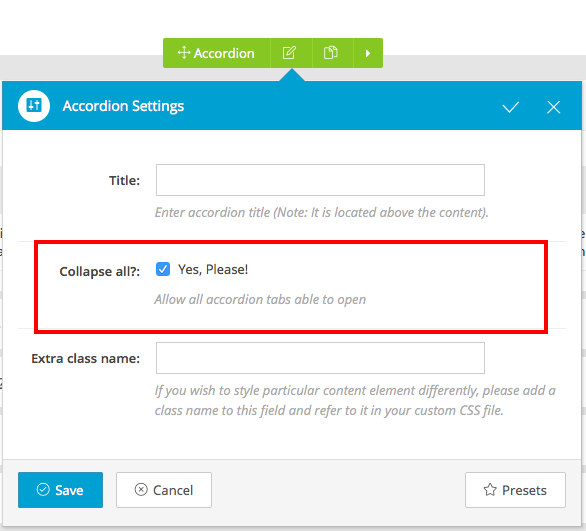 Accordion
Accordion Settings
Title:
Enter accordion title (Note: It is located above the content).
Collapse all?:
Yes, Please!
Allow all accordion tabs able to open
Extra class name:
If you wish to style particular content element differently, please add a
class name to this field and refer to it in your custom CSS file.
Save
Cancel
Presets